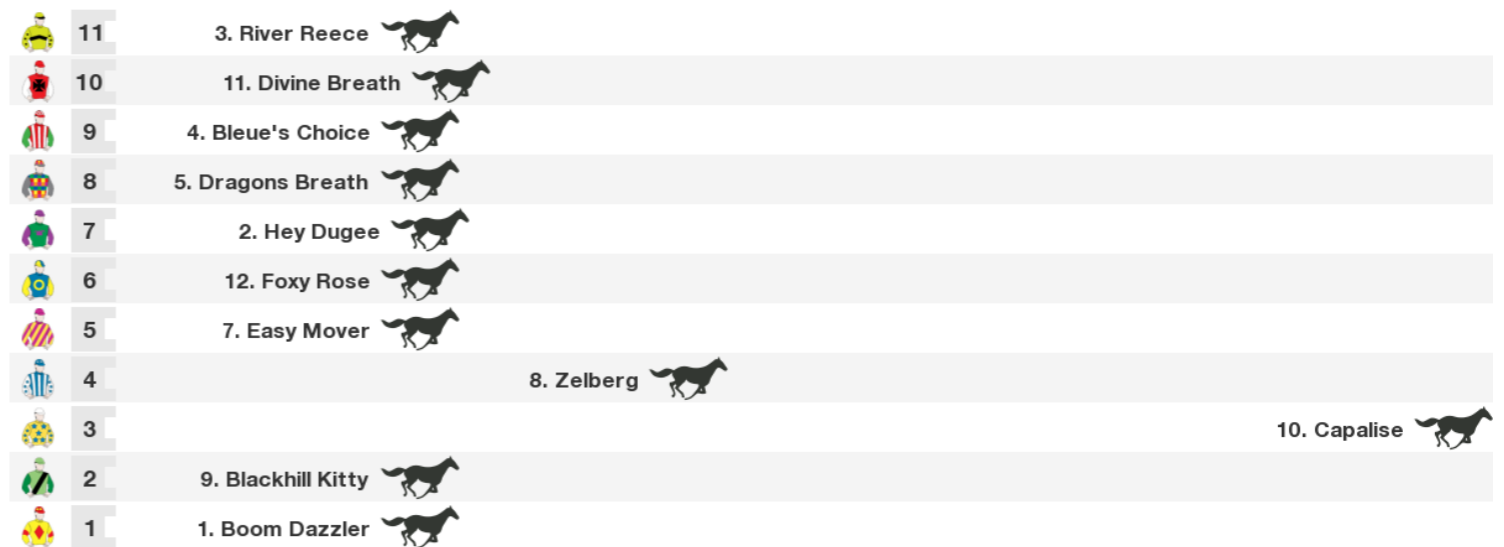 11 3. River Reece
10 11. Divine Breath
9 4. Bleue's Choice
8 5. Dragons Breath
7 2. Hey Dugee
6 12. Foxy Rose
5 7. Easy Mover
4 8. Zelberg
3 10. Capalise
2 9. Blackhill Kitty
1 1. Boom Dazzler